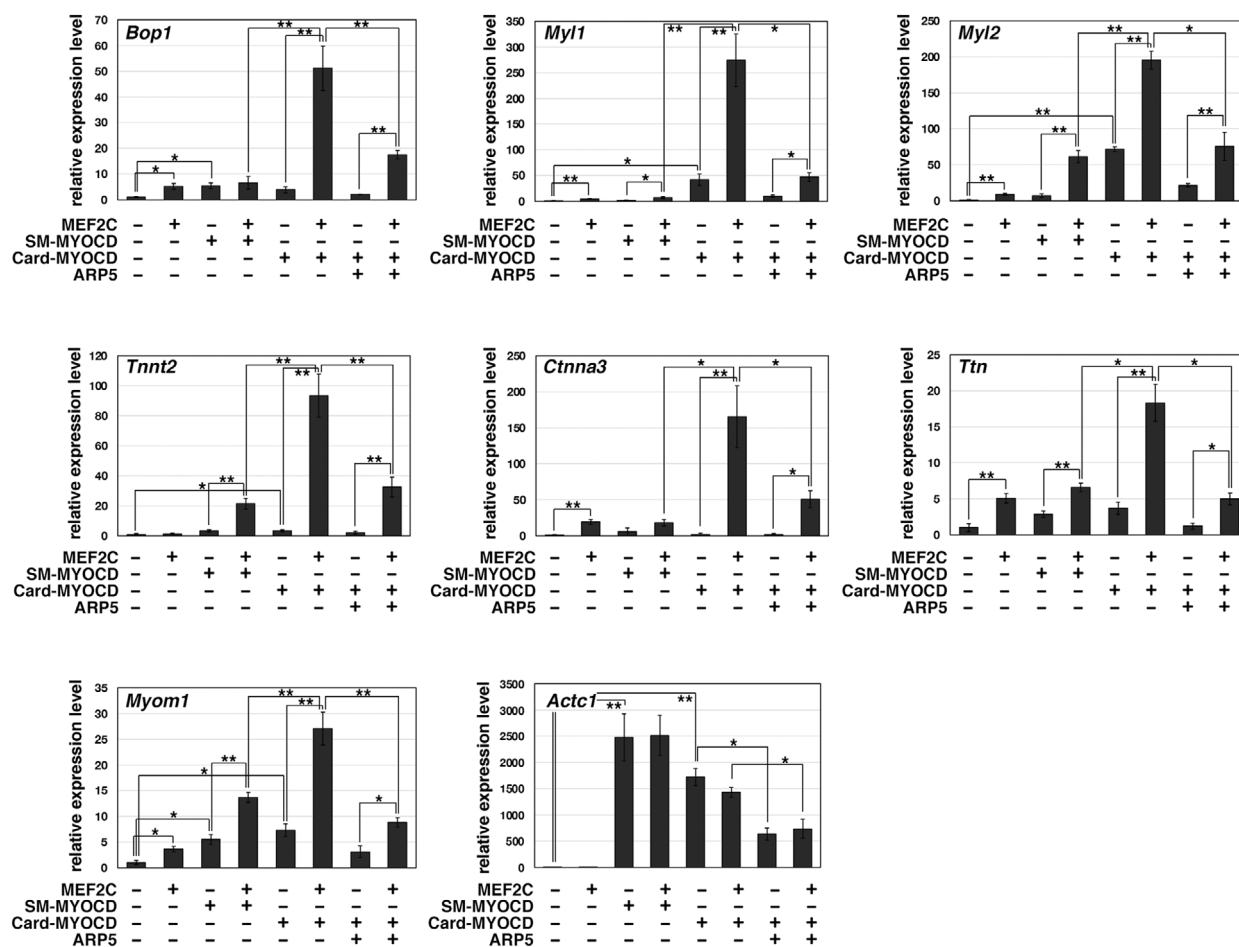 Bop1
relative expression level
70
60
50
40
30
20
10
0
* * ** ** ** **
MEF2C − + − + − + − +
SM-MYOCD − − + + − − − −
Card-MYOCD − − − − + + + +
ARP5 − − − − − − + +
Myl1
relative expression level
350
300
250
200
150
100
50
0
** * * ** ** * *
MEF2C − + − + − + − +
SM-MYOCD − − + + − − − −
Card-MYOCD − − − − + + + +
ARP5 − − − − − − + +
Myl2
relative expression level
250
200
150
100
50
0
** ** ** ** ** * **
MEF2C − + − + − + − +
SM-MYOCD − − + + − − − −
Card-MYOCD − − − − + + + +
ARP5 − − − − − − + +
Tnnt2
relative expression level
120
100
80
60
40
20
0
* ** ** ** ** **
MEF2C − + − + − + − +
SM-MYOCD − − + + − − − −
Card-MYOCD − − − − + + + +
ARP5 − − − − − − + +
Ctnna3
relative expression level
250
200
150
100
50
0
** * ** * *
MEF2C − + − + − + − +
SM-MYOCD − − + + − − − −
Card-MYOCD − − − − + + + +
ARP5 − − − − − − + +
Ttn
relative expression level
25
20
15
10
5
0
** ** * ** * *
MEF2C − + − + − + − +
SM-MYOCD − − + + − − − −
Card-MYOCD − − − − + + + +
ARP5 − − − − − − + +
Myom1
relative expression level
35
30
25
20
15
10
5
0
* * * ** ** ** ** *
MEF2C − + − + − + − +
SM-MYOCD − − + + − − − −
Card-MYOCD − − − − + + + +
ARP5 − − − − − − + +
Actc1
relative expression level
3500
3000
2500
2000
1500
1000
500
0
** ** * *
MEF2C − + − + − + − +
SM-MYOCD − − + + − − − −
Card-MYOCD − − − − + + + +
ARP5 − − − − − − + +